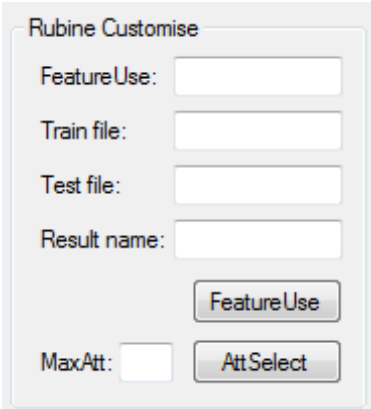 Rubine Customise
FeatureUse:
Train file:
Test file:
Result name:
FeatureUse
MaxAtt: AttSelect